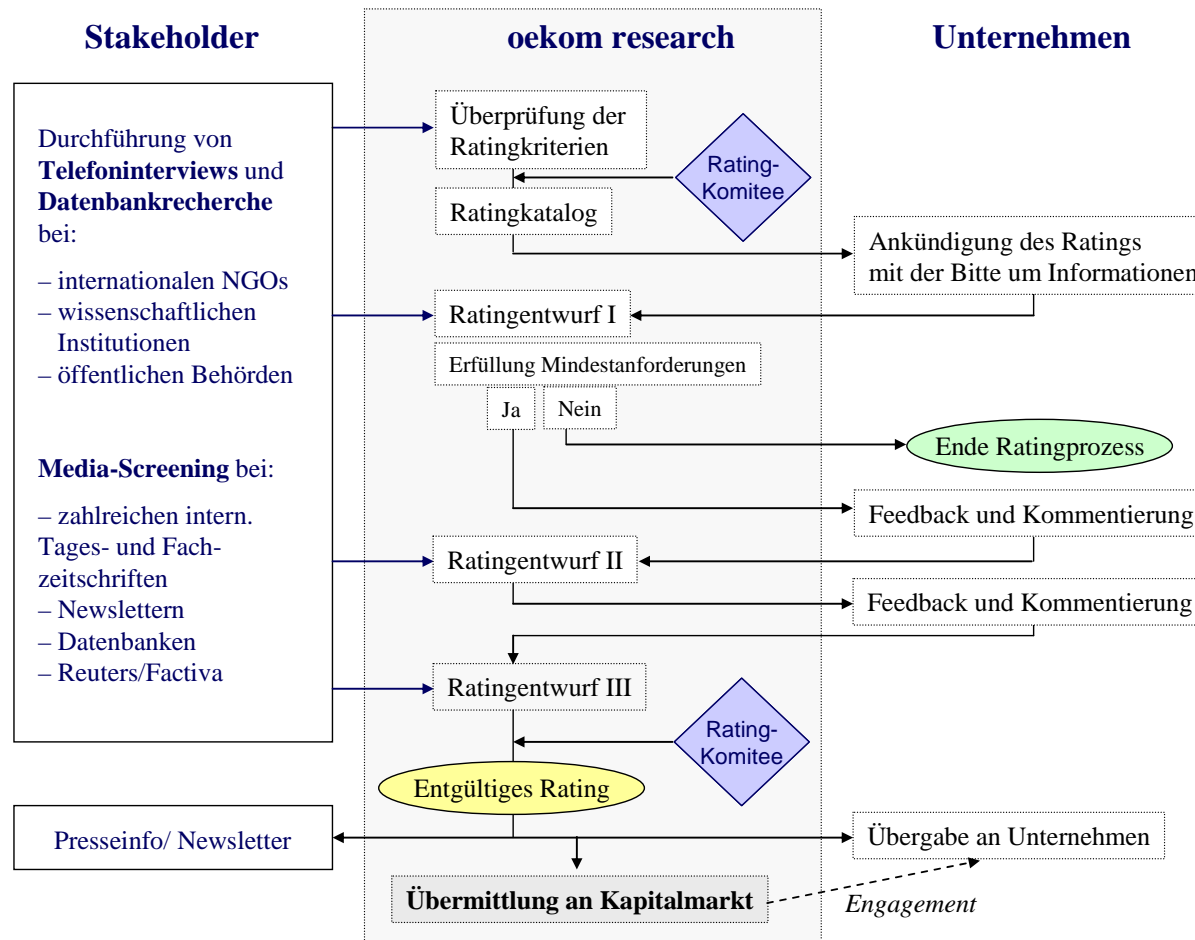 Stakeholder
oekom research
Unternehmen
Durchführung von
Telefoninterviews und
Datenbankrecherche
bei:
– internationalen NGOs
– wissenschaftlichen
Institutionen
– öffentlichen Behörden
Media-Screening bei:
– zahlreichen intern.
Tages- und Fach-
zeitschriften
– Newslettern
– Datenbanken
– Reuters/Factiva
Überprüfung der
Ratingkriterien
Rating-
Komitee
Ratingkatalog
Ankündigung des Ratings
mit der Bitte um Informationen
Ratingentwurf I
Erfüllung Mindestanforderungen
Ja
Nein
Ende Ratingprozess
Feedback und Kommentierung
Ratingentwurf II
Feedback und Kommentierung
Ratingentwurf III
Rating-
Komitee
Entgültiges Rating
Presseinfo/ Newsletter
Übergabe an Unternehmen
Übermittlung an Kapitalmarkt
Engagement